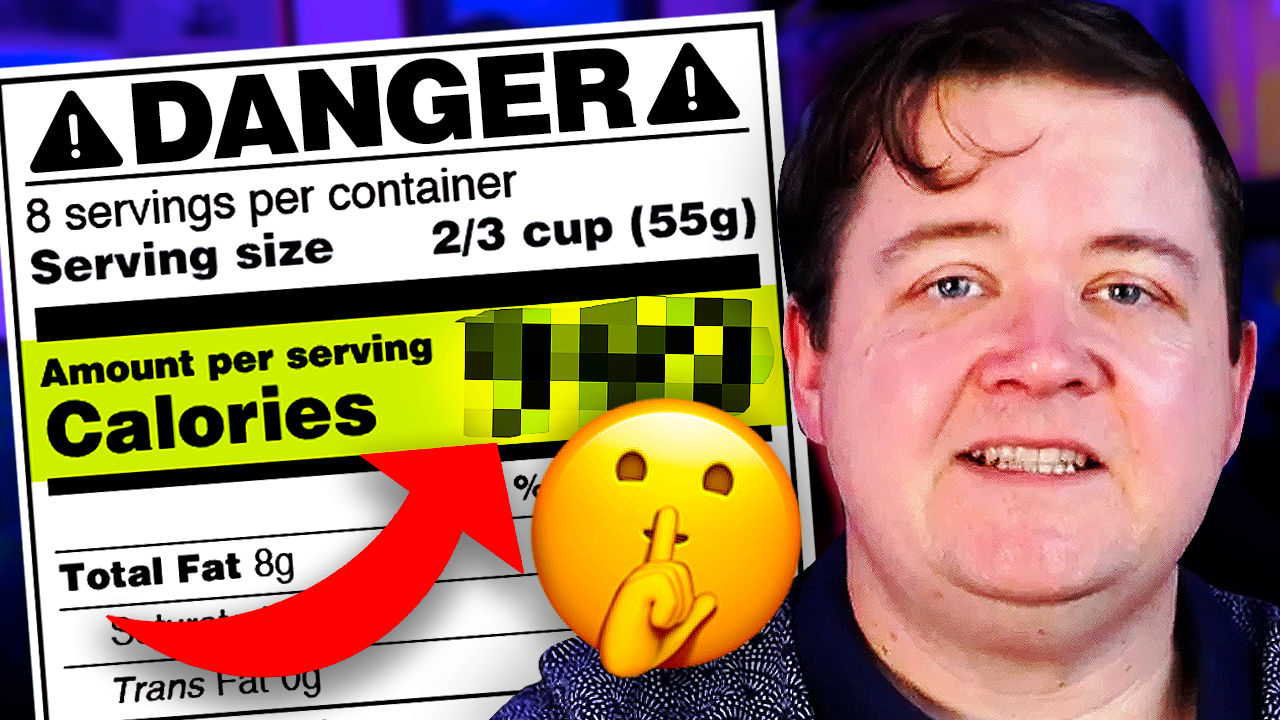 DANGER
8 servings per container
Serving size 2/3 cup (55g)
Amount per serving
Calories
%
Total Fat 8g
Trans Fat 0g